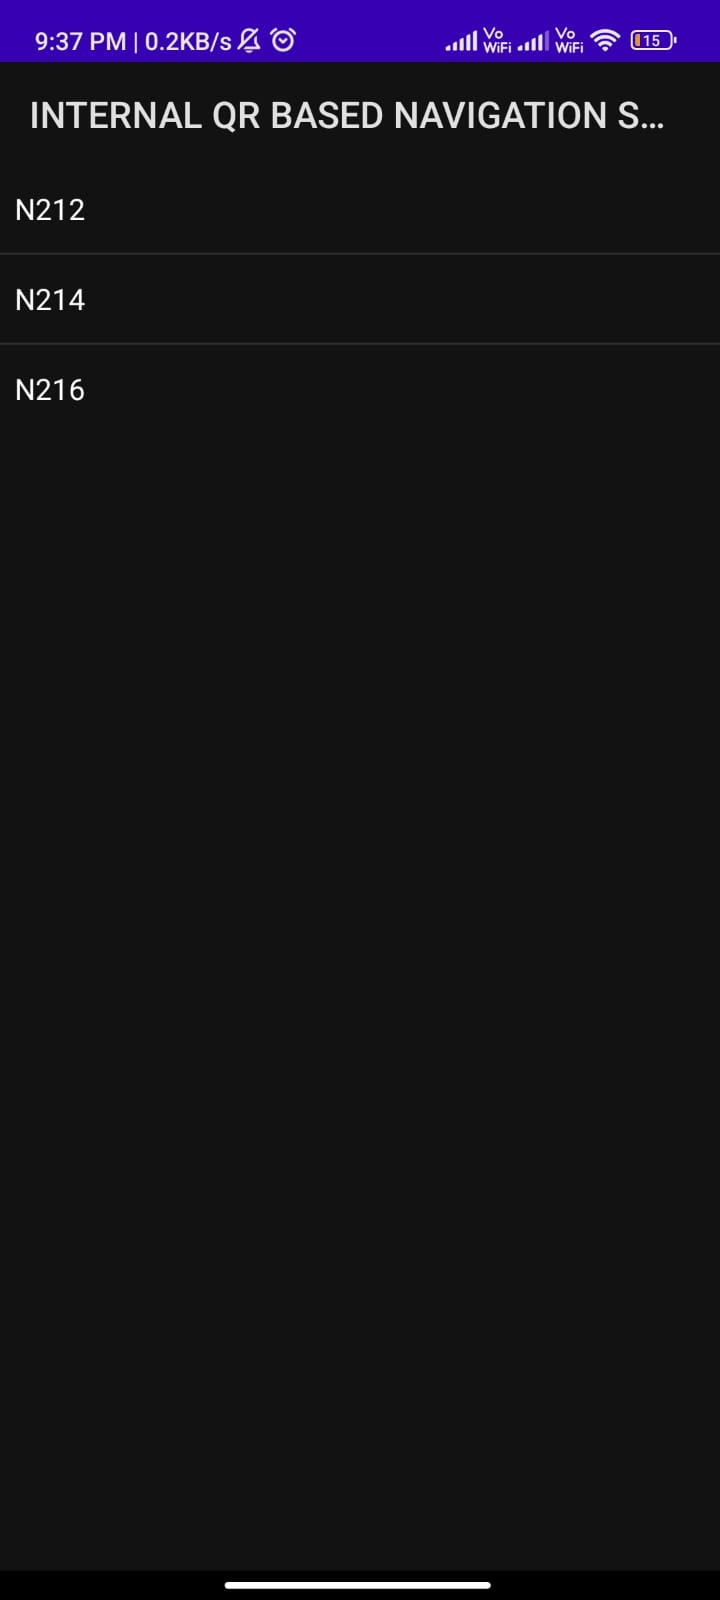 9:37 PM | 0.2KB/s Vo WiFi Vo WiFi 15
INTERNAL QR BASED NAVIGATION S...
N212
N214
N216